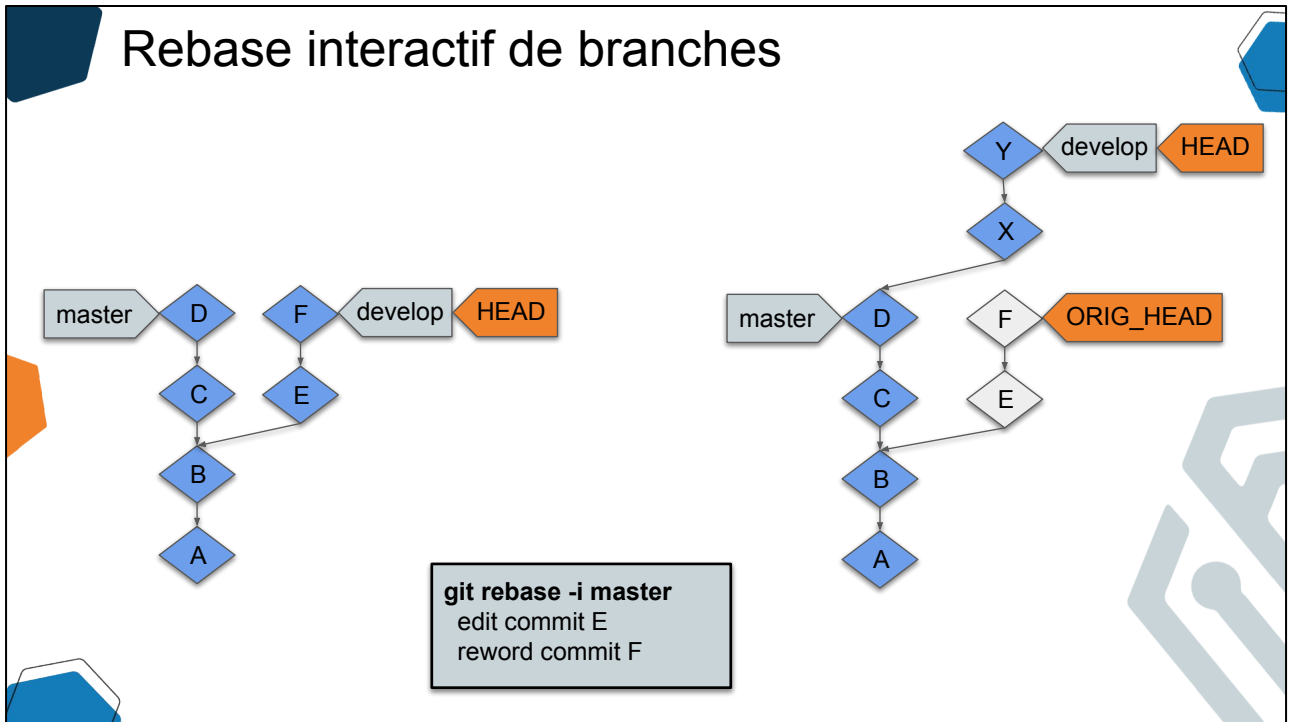 Rebase interactif de branches
Y
develop
HEAD
X
master
D
F
develop
HEAD
master
D
F
ORIG_HEAD
C
E
C
E
B
B
A
A
git rebase -i master
edit commit E
reword commit F